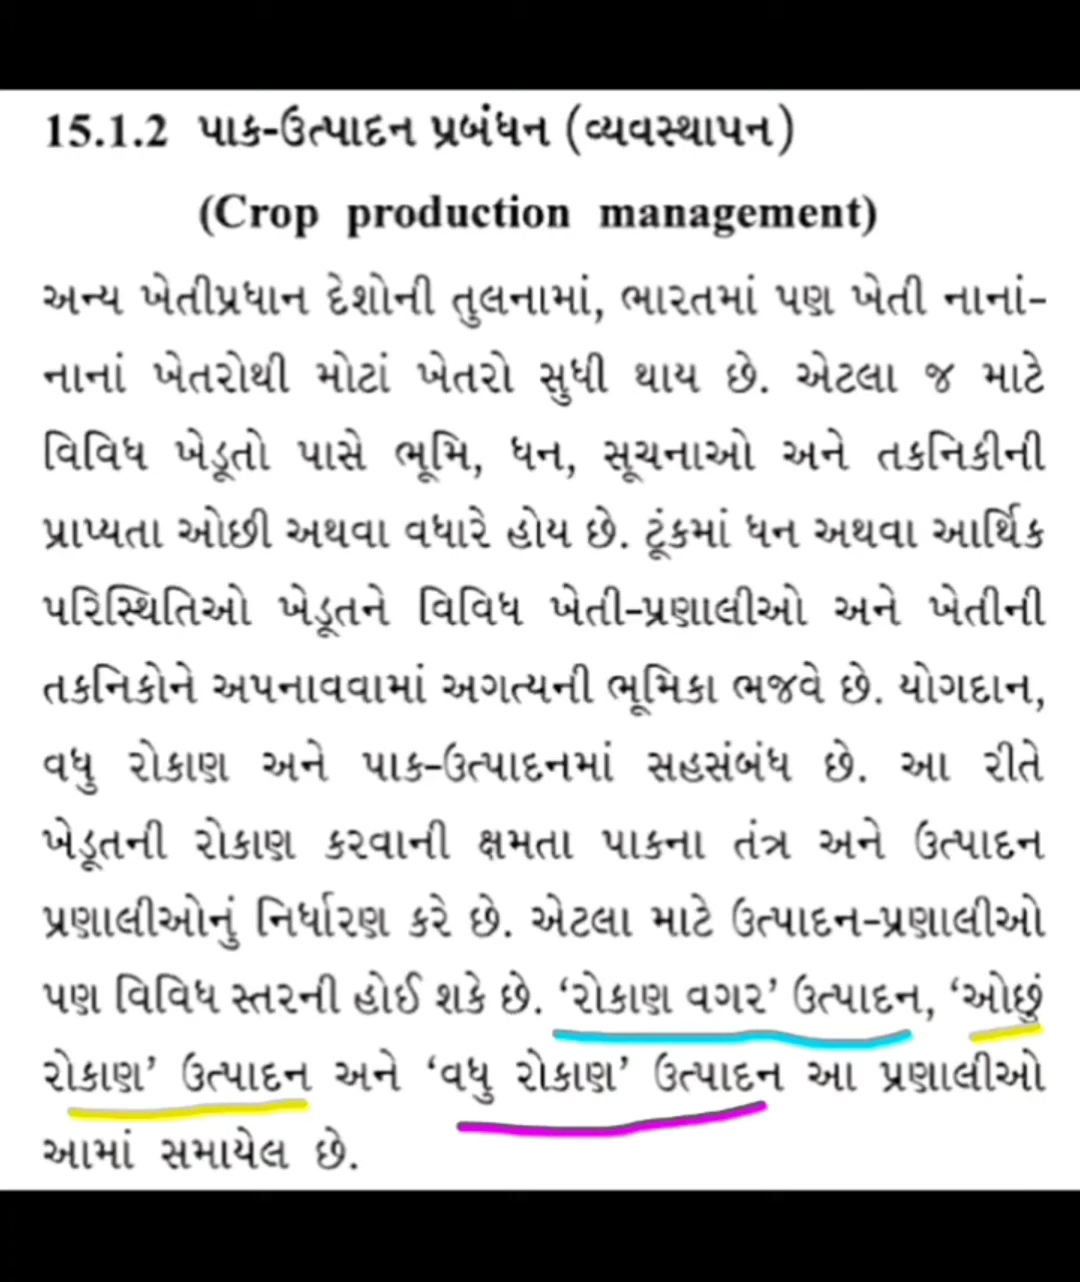 15.1.2 પાક-ઉત્પાદન પ્રબંધન (વ્યવસ્થાપન)
(Crop production management)
અન્ય ખેતીપ્રધાન દેશોની તુલનામાં, ભારતમાં પણ ખેતી નાનાં-
નાનાં ખેતરોથી મોટાં ખેતરો સુધી થાય છે. એટલા જ માટે
વિવિધ ખેડૂતો પાસે ભૂમિ, ધન, સૂચનાઓ અને તકનિકીની
પ્રાપ્યતા ઓછી અથવા વધારે હોય છે. ટૂંકમાં ધન અથવા આર્થિક
પરિસ્થિતિઓ ખેડૂતને વિવિધ ખેતી-પ્રણાલીઓ અને ખેતીની
તકનિકોને અપનાવવામાં અગત્યની ભૂમિકા ભજવે છે. યોગદાન,
વધુ રોકાણ અને પાક-ઉત્પાદનમાં સહસંબંધ છે. આ રીતે
ખેડૂતની રોકાણ કરવાની ક્ષમતા પાકના તંત્ર અને ઉત્પાદન
પ્રણાલીઓનું નિર્ધારણ કરે છે. એટલા માટે ઉત્પાદન-પ્રણાલીઓ
પણ વિવિધ સ્તરની હોઈ શકે છે. ‘રોકાણ વગર’ ઉત્પાદન, ‘ઓછું
રોકાણ’ ઉત્પાદન અને ‘વધુ રોકાણ’ ઉત્પાદન આ પ્રણાલીઓ
આમાં સમાયેલ છે.